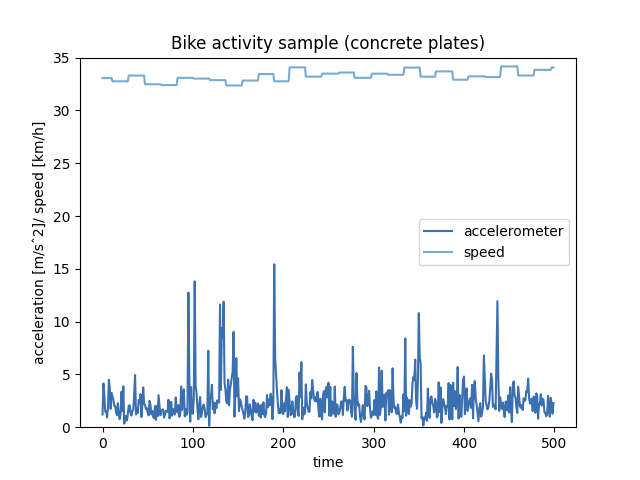 Bike activity sample (concrete plates)
35
30
25
20
15
10
5
0
acceleration [m/s^2]/ speed [km/h]
accelerometer
speed
0 100 200 300 400 500
time